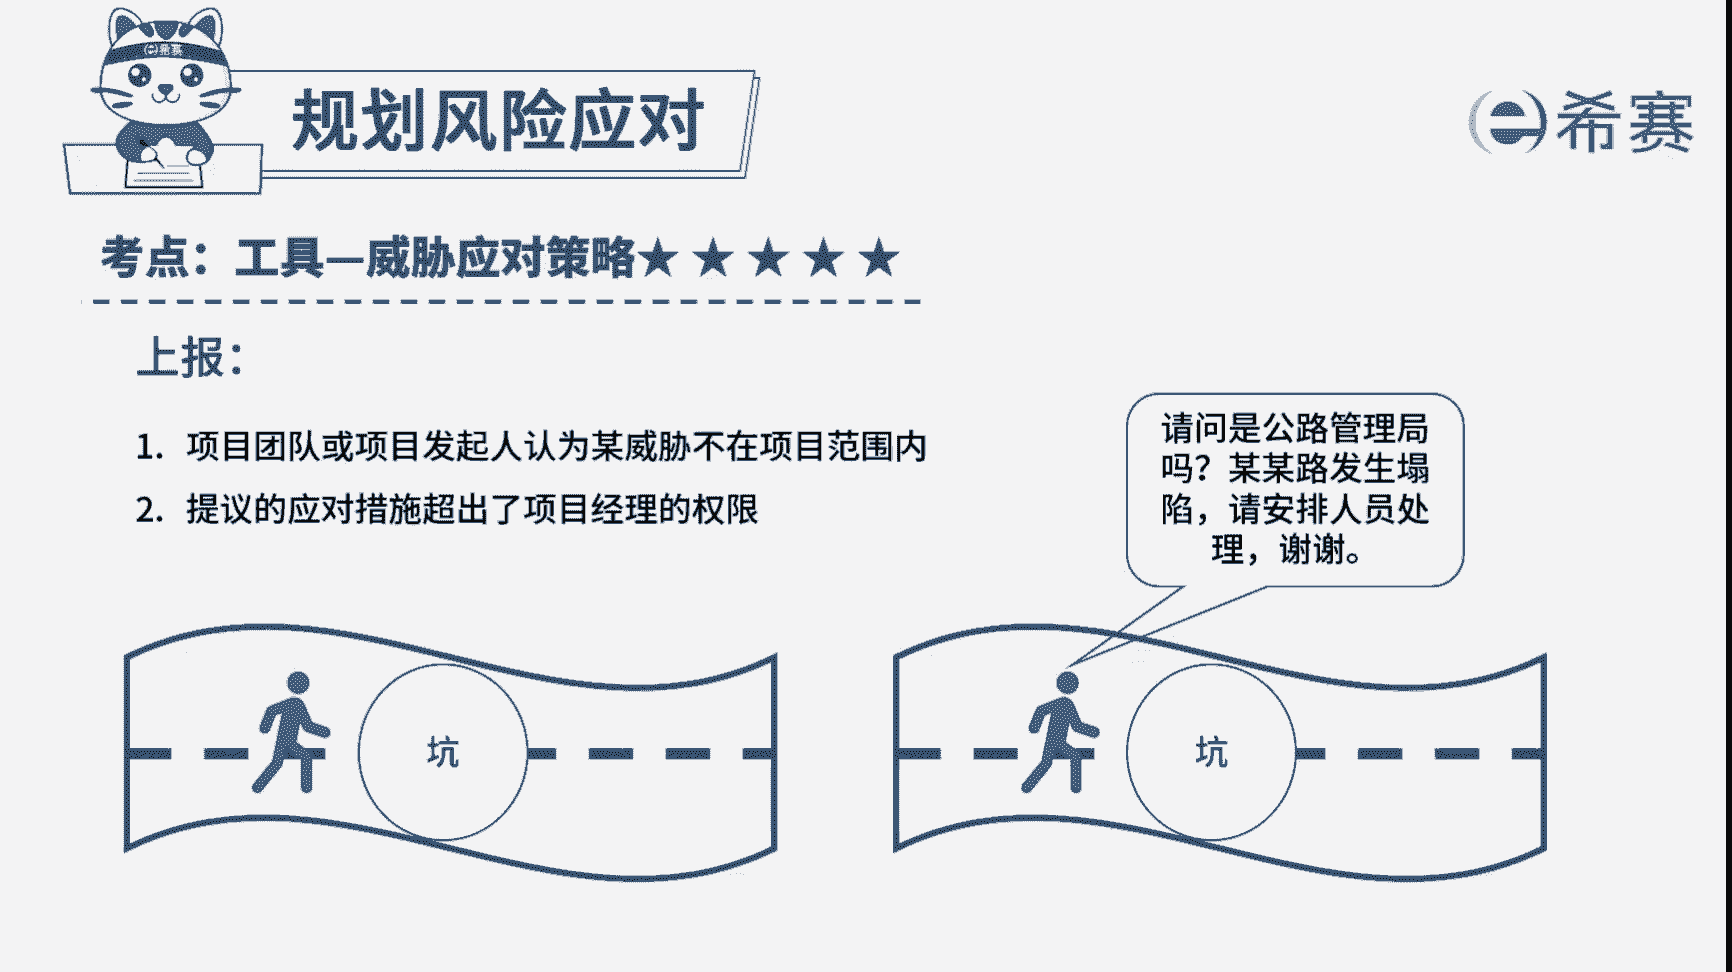 希赛
规划风险应对
希赛
考点：工具—威胁应对策略★★★★★
上报：
1. 项目团队或项目发起人认为某威胁不在项目范围内
2. 提议的应对措施超出了项目经理的权限
请问是公路管理局
吗？某某路发生塌
陷，请安排人员处
理，谢谢。
坑
坑